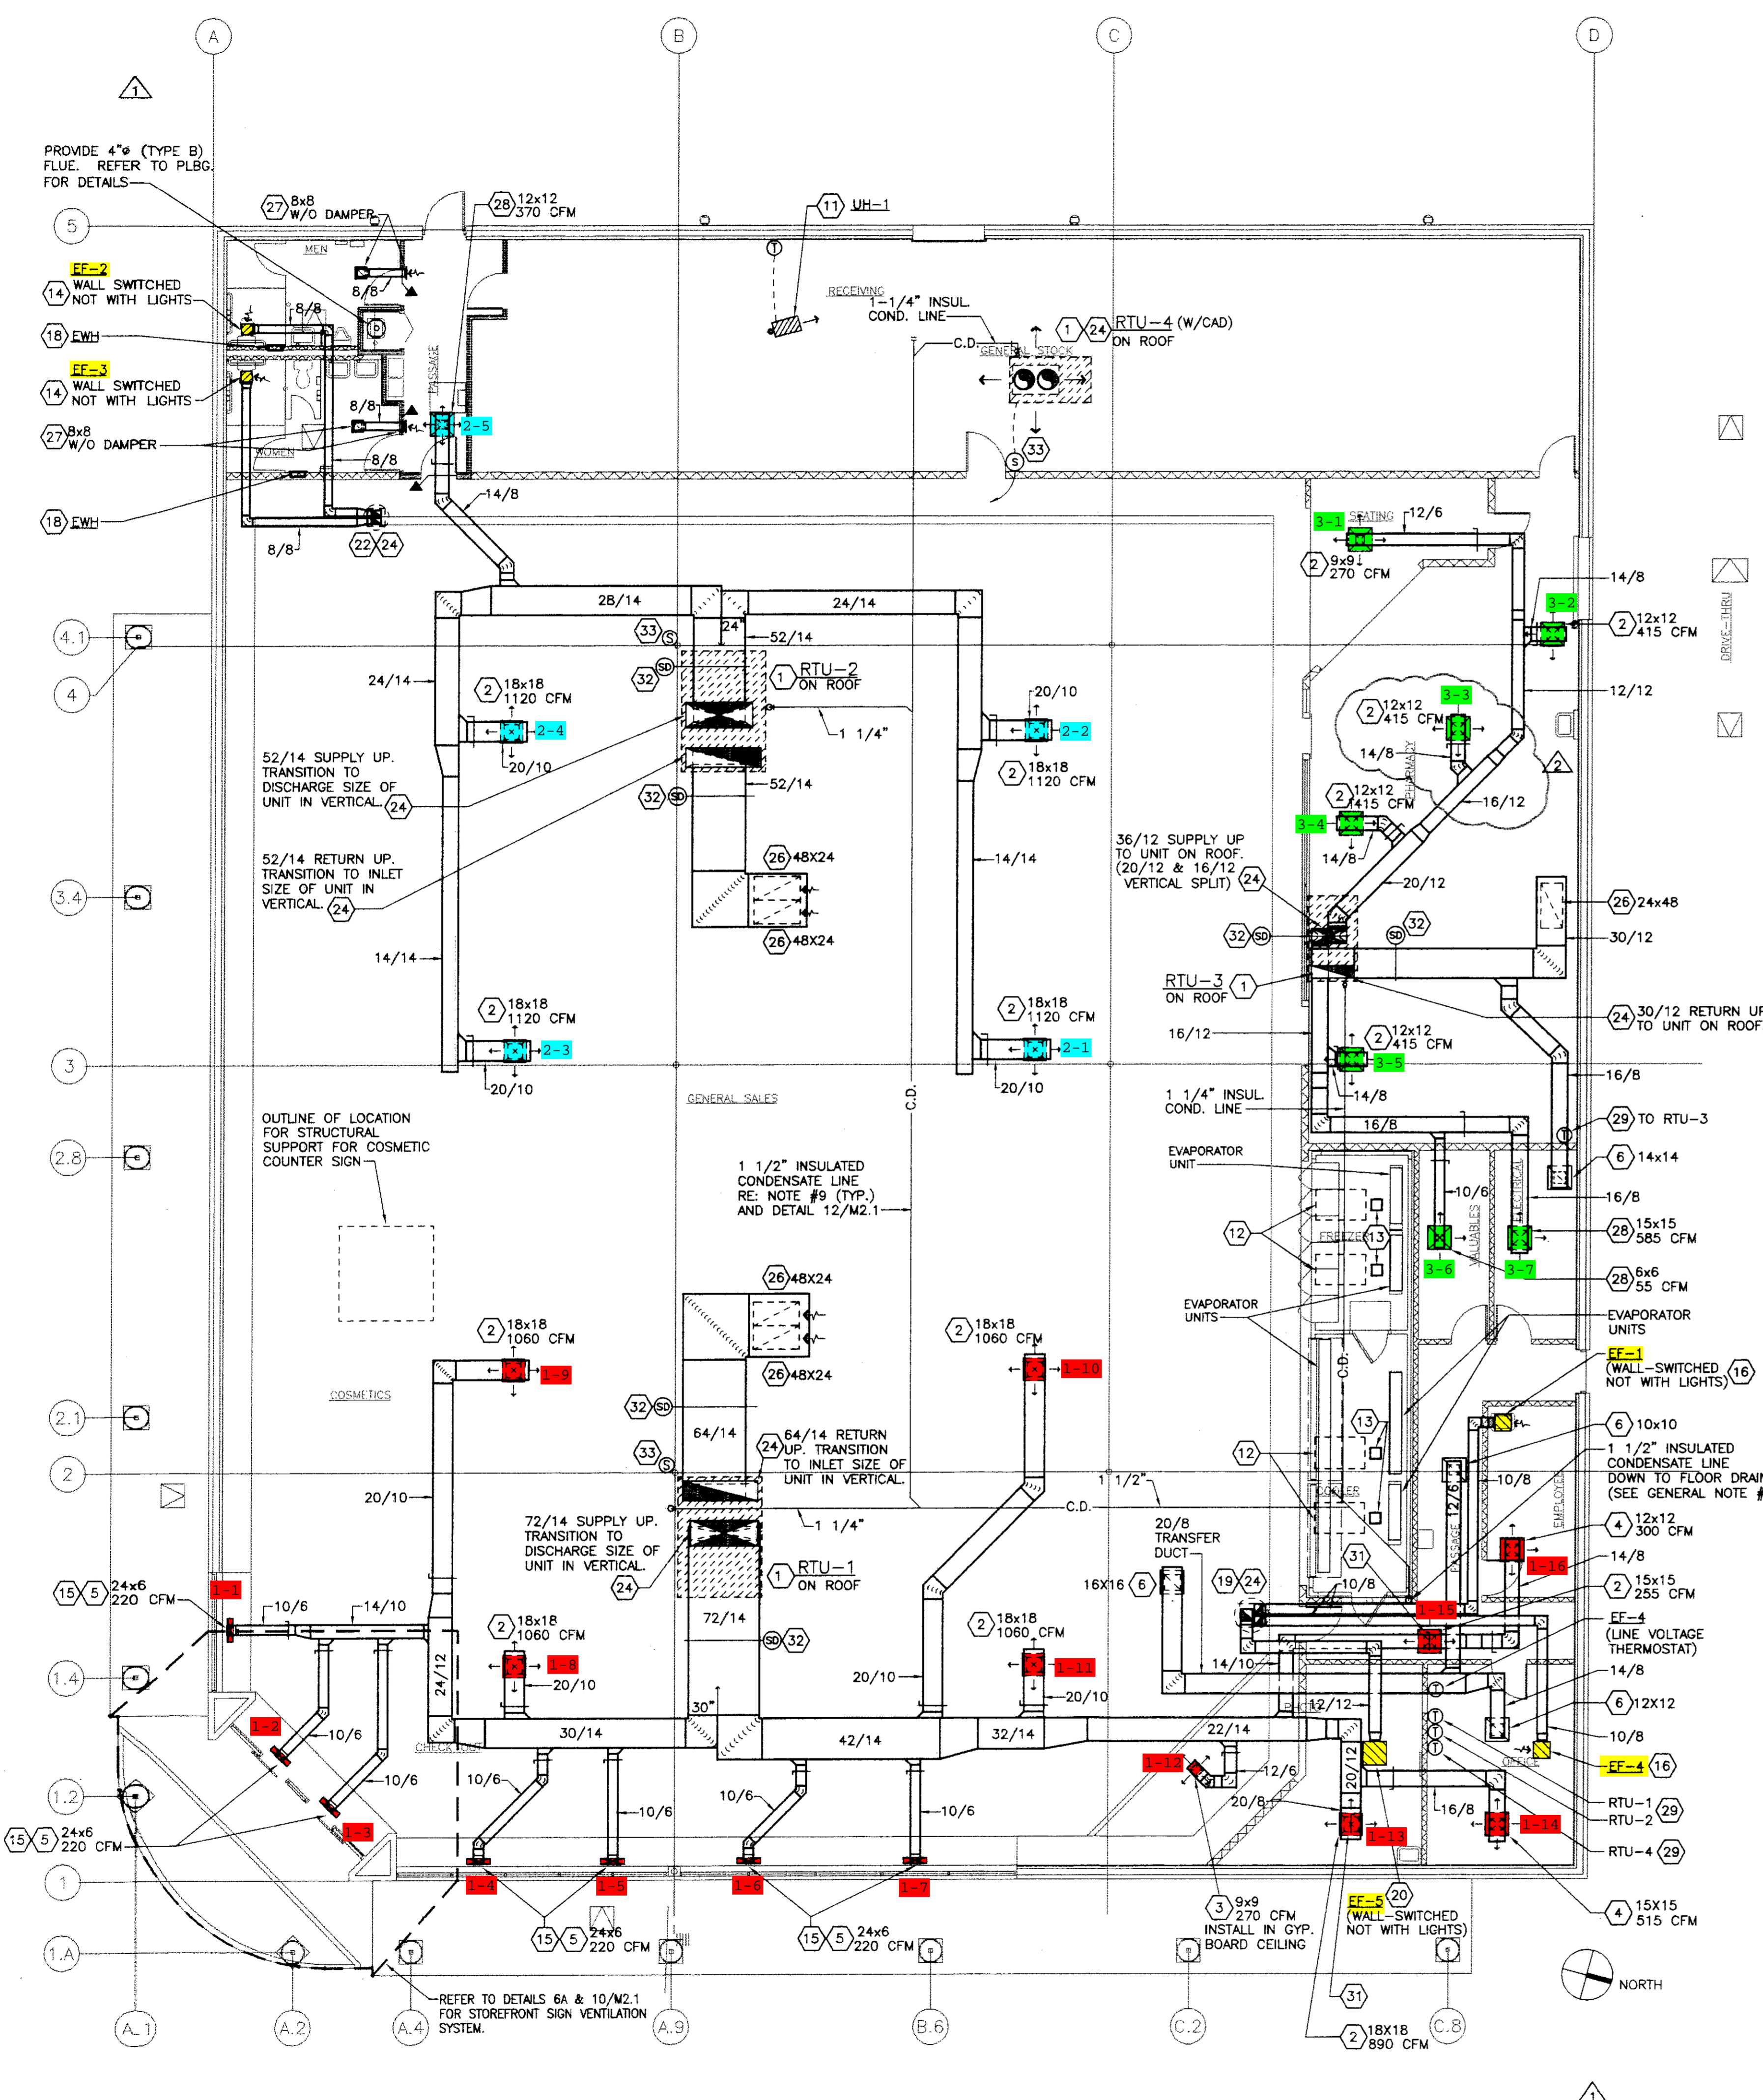 A
B
C
D
1
PROVIDE 4"ø (TYPE B)
FLUE. REFER TO PLBG.
FOR DETAILS
27 8x8
W/O DAMPER
28 12x12
370 CFM
11 UH-1
5
MEN
EF-2
14 WALL SWITCHED
NOT WITH LIGHTS
8/8
8/8
T
RECEIVING
1-1/4" INSUL.
COND. LINE
1 24 RTU-4 (W/CAD)
ON ROOF
C.D.
GENERAL STOCK
18 EWH
EF-3
14 WALL SWITCHED
NOT WITH LIGHTS
PASSAGE
8/8
2-5
27 8x8
W/O DAMPER
WOMEN
8/8
33
S
18 EWH
8/8
22 24
14/8
3-1
SEATING
12/6
2 9x9
270 CFM
14/8
3-2
2 12x12
415 CFM
DRIVE-THRU
28/14
24/14
24"
33 S
52/14
4.1
4
32 SD
1 RTU-2
ON ROOF
24/14
2 18x18
1120 CFM
2-4
20/10
20/10
2-2
2 18x18
1120 CFM
1 1/4"
12/12
3-3
2 12x12
415 CFM
14/8
PHARMACY
2
2 12x12
415 CFM
16/12
3-4
14/8
52/14 SUPPLY UP.
TRANSITION TO
DISCHARGE SIZE OF
UNIT IN VERTICAL. 24
32 SD
52/14
52/14 RETURN UP.
TRANSITION TO INLET
SIZE OF UNIT IN
VERTICAL. 24
26 48X24
26 48X24
14/14
14/14
36/12 SUPPLY UP
TO UNIT ON ROOF.
(20/12 & 16/12
VERTICAL SPLIT) 24
20/12
3.4
32 SD
SD 32
26 24x48
30/12
RTU-3 1
ON ROOF
24 30/12 RETURN UP
TO UNIT ON ROOF
16/12
2 12x12
415 CFM
3-5
14/8
2 18x18
1120 CFM
2-3
20/10
2 18x18
1120 CFM
2-1
20/10
3
GENERAL SALES
C.D.
1 1/4" INSUL.
COND. LINE
16/8
16/8
29 TO RTU-3
T
6 14x14
OUTLINE OF LOCATION
FOR STRUCTURAL
SUPPORT FOR COSMETIC
COUNTER SIGN
2.8
1 1/2" INSULATED
CONDENSATE LINE
RE: NOTE #9 (TYP.)
AND DETAIL 12/M2.1
EVAPORATOR
UNIT
10/6
VALUABLES
ELECTRICAL
16/8
12
FREEZER
13
28 15x15
585 CFM
3-6
3-7
28 6x6
55 CFM
EVAPORATOR
UNITS
EVAPORATOR
UNITS
C.D.
26 48X24
26 48X24
2 18x18
1060 CFM
1-9
COSMETICS
2 18x18
1060 CFM
1-10
EF-1
(WALL-SWITCHED
NOT WITH LIGHTS) 16
2.1
32 SD
64/14
33 S
24 64/14 RETURN
UP. TRANSITION
TO INLET SIZE OF
UNIT IN VERTICAL.
12
13
6 10x10
1 1/2" INSULATED
CONDENSATE LINE
DOWN TO FLOOR DRAIN
(SEE GENERAL NOTE #
10/8
2
20/10
1 1/2"
C.D.
COOLER
12/6
PASSAGE
EMPLOYEE
1 1/4"
72/14 SUPPLY UP.
TRANSITION TO
DISCHARGE SIZE OF
UNIT IN VERTICAL.
24
1 RTU-1
ON ROOF
20/8
TRANSFER
DUCT
16X16 6
19 24
31
10/8
4 12x12
300 CFM
1-16
14/8
2 15x15
255 CFM
1-15
15 5 24x6
220 CFM
1-1
10/6
14/10
72/14
SD 32
2 18x18
1060 CFM
1-8
20/10
2 18x18
1060 CFM
1-11
20/10
20/10
EF-4
(LINE VOLTAGE
THERMOSTAT)
1.4
24/12
14/10
12/12
T
14/8
6 12X12
30"
1-2
10/6
30/14
42/14
32/14
22/14
PHOTO
T
T
T
10/8
CHECK OUT
OFFICE
EF-4 16
1-12
12/6
20/12
20/8
16/8
10/6
10/6
10/6
10/6
10/6
1.2
RTU-1
RTU-2 29
RTU-4 29
15 5 24x6
220 CFM
1-3
1-13
1-14
1
1-4
1-5
1-6
1-7
20
4 15X15
515 CFM
15 5 24x6
220 CFM
15 5 24x6
220 CFM
3 9x9
270 CFM
INSTALL IN GYP.
BOARD CEILING
EF-5
(WALL-SWITCHED
NOT WITH LIGHTS)
1.A
NORTH
REFER TO DETAILS 6A & 10/M2.1
FOR STOREFRONT SIGN VENTILATION
SYSTEM.
31
A.1
A.2
A.4
A.9
B.6
C.2
C.8
2 18X18
890 CFM
1